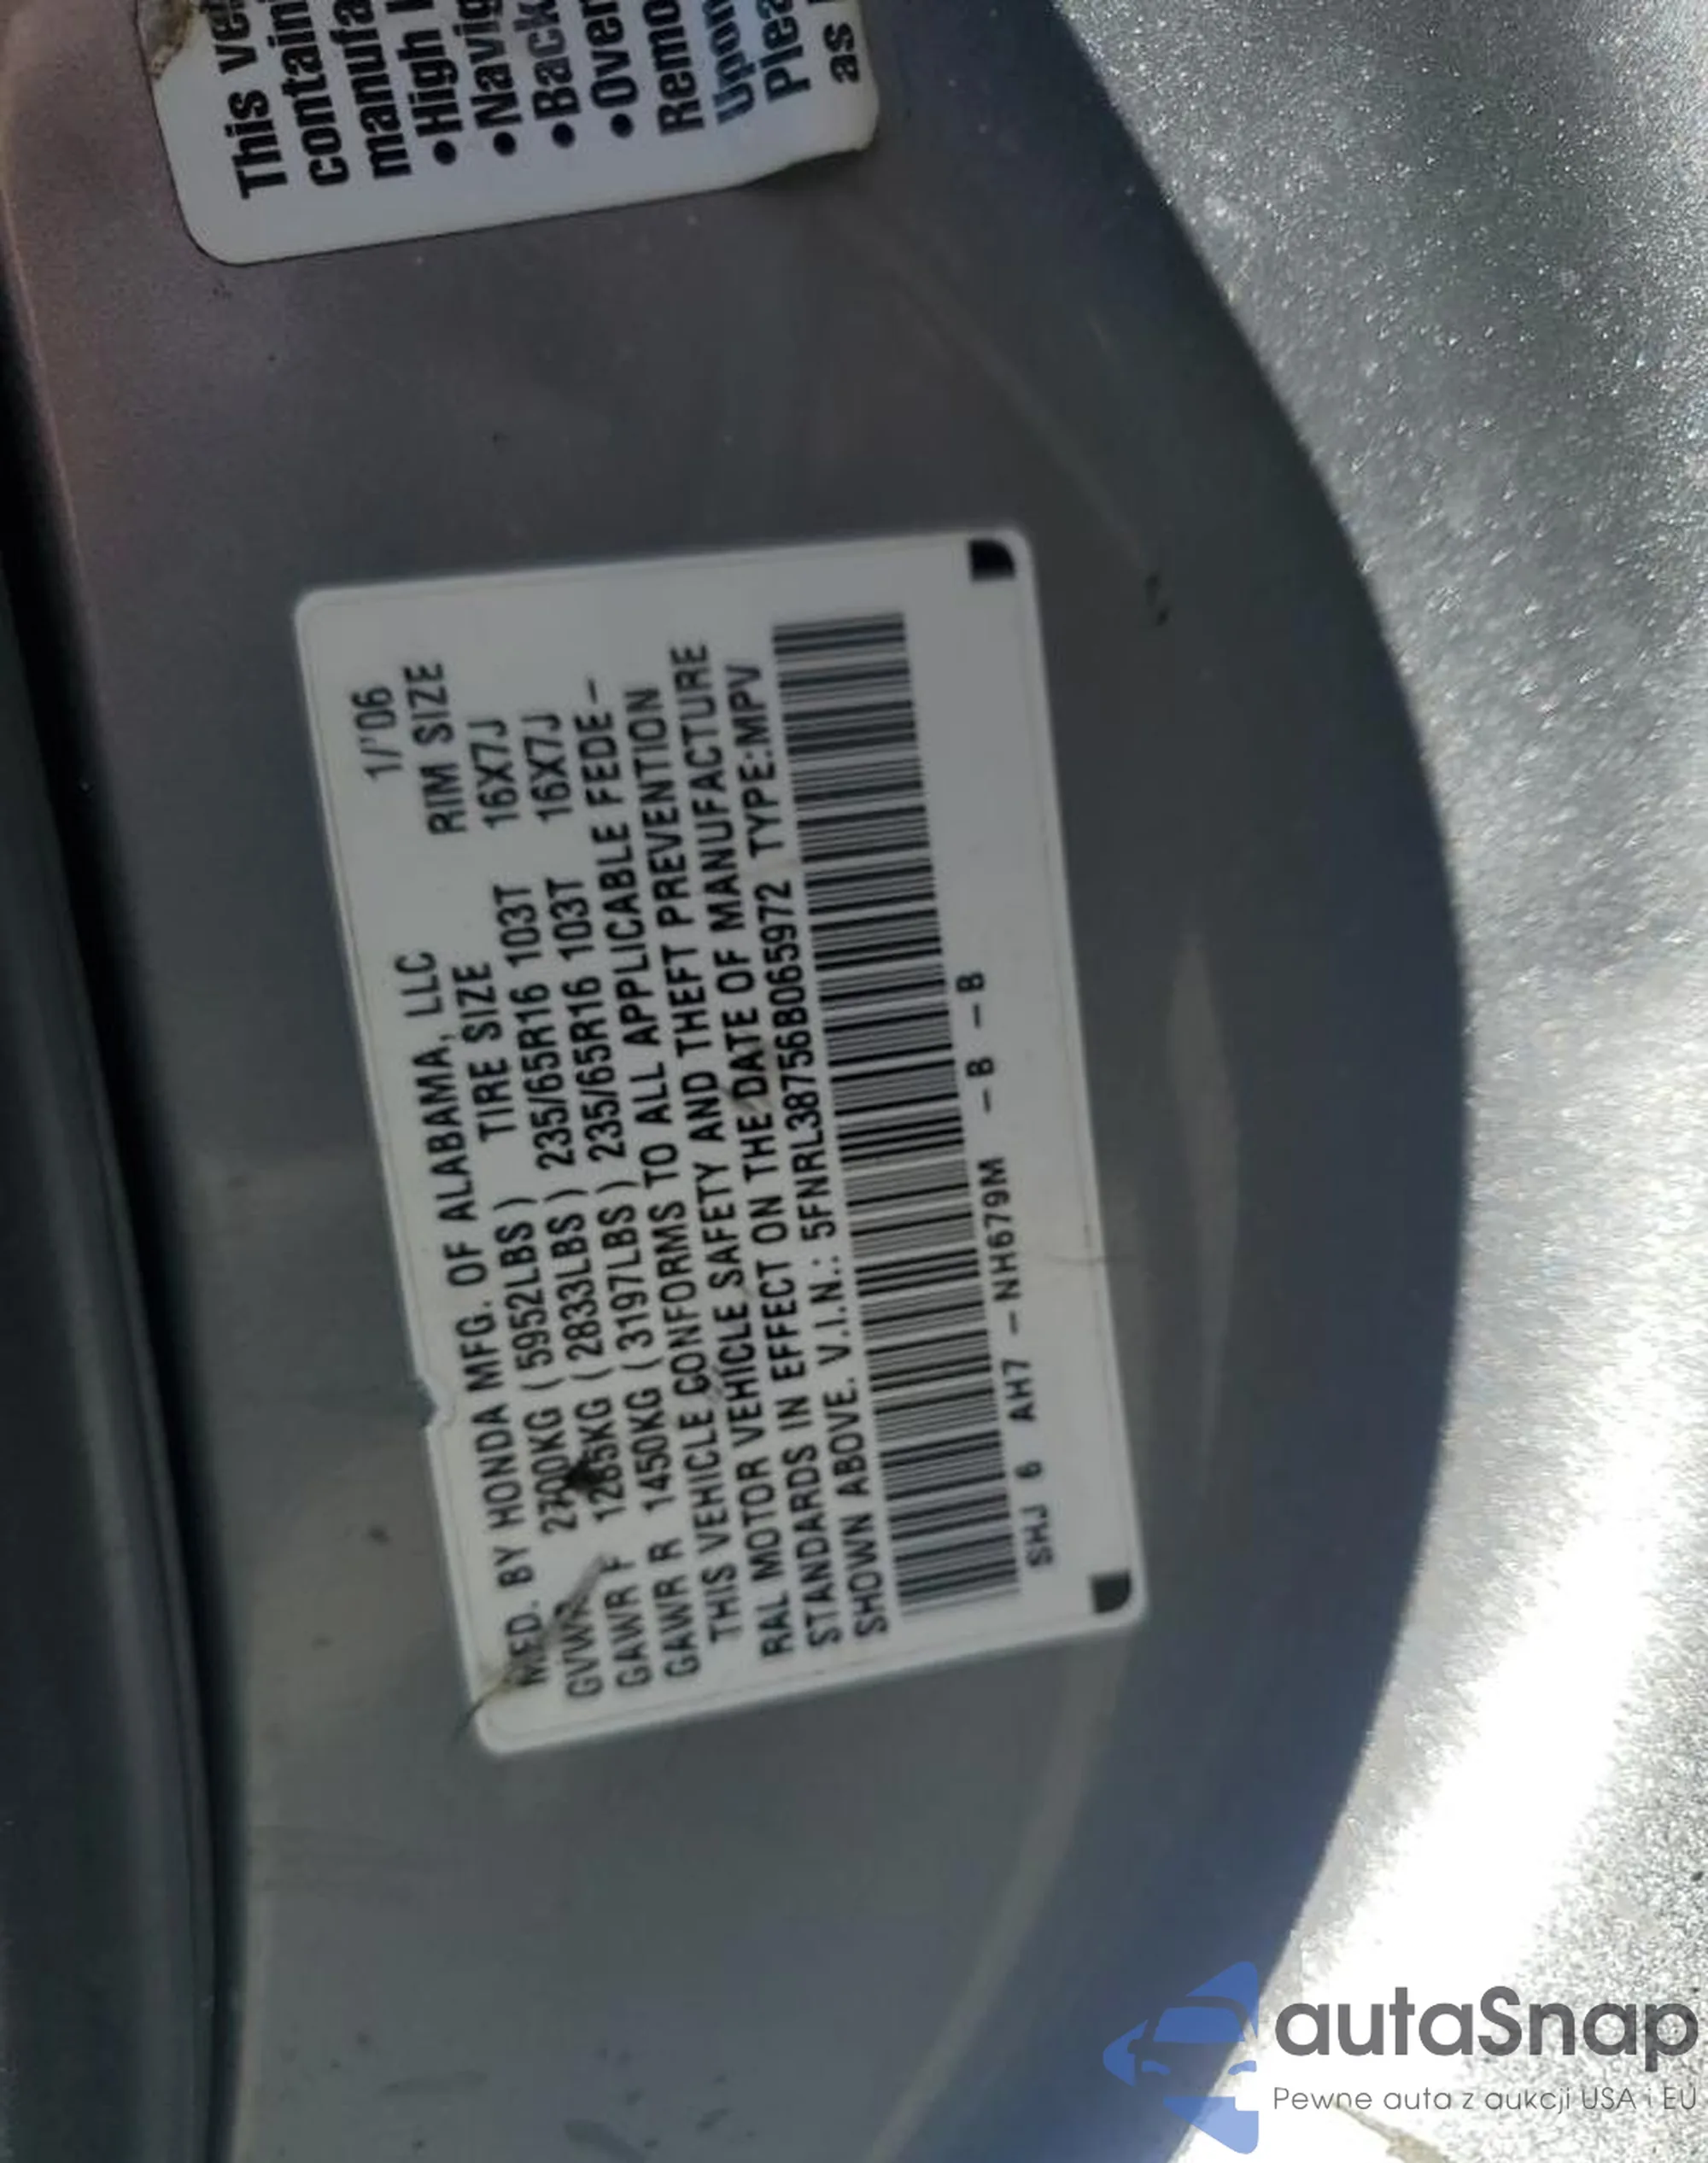 This ve
contain
manufa
•High
•Navig
•Back
•Over
Remo
Upon
Plea
as
MFD. BY HONDA MFG. OF ALABAMA, LLC 1/'06
TIRE SIZE RIM SIZE
GVWR 2700KG (5952LBS) 235/65R16 103T 16X7J
GAWR F 1285KG (2833LBS) 235/65R16 103T 16X7J
GAWR R 1450KG (3197LBS)
THIS VEHICLE CONFORMS TO ALL APPLICABLE FEDE-
RAL MOTOR VEHICLE SAFETY AND THEFT PREVENTION
STANDARDS IN EFFECT ON THE DATE OF MANUFACTURE
SHOWN ABOVE. V.I.N.: 5FNRL38756B065972 TYPE:MPV
SHJ 6 AH7 -NH679M -B -B
autaSnap
Pewne auta z aukcji USA i EU